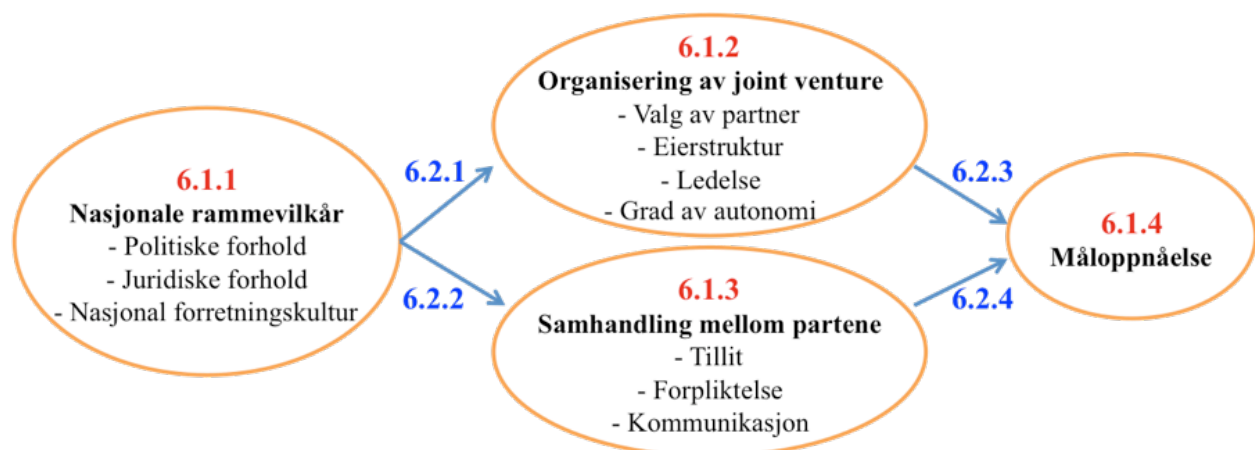 6.1.1
Nasjonale rammevilkår
- Politiske forhold
- Juridiske forhold
- Nasjonal forretningskultur
6.2.1
6.2.2
6.1.2
Organisering av joint venture
- Valg av partner
- Eierstruktur
- Ledelse
- Grad av autonomi
6.1.3
Samhandling mellom partene
- Tillit
- Forpliktelse
- Kommunikasjon
6.2.3
6.2.4
6.1.4
Måloppnåelse